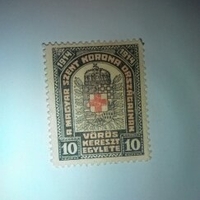 1914 1914
A MAGYAR SZENT KORONA ORSZÁGAINAK
VÖRÖS
KERESZT
10 EGYLETE 10